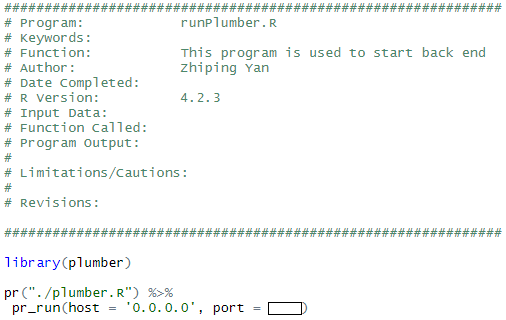 ##############################################################
# Program:            runPlumber.R
# Keywords:
# Function:           This program is used to start back end
# Author:             Zhiping Yan
# Date Completed:
# R Version:          4.2.3
# Input Data:
# Function Called:
# Program Output:
#
# Limitations/Cautions:
#
# Revisions:
##############################################################
library(plumber)
pr("./plumber.R") %>%
 pr_run(host = '0.0.0.0', port = )